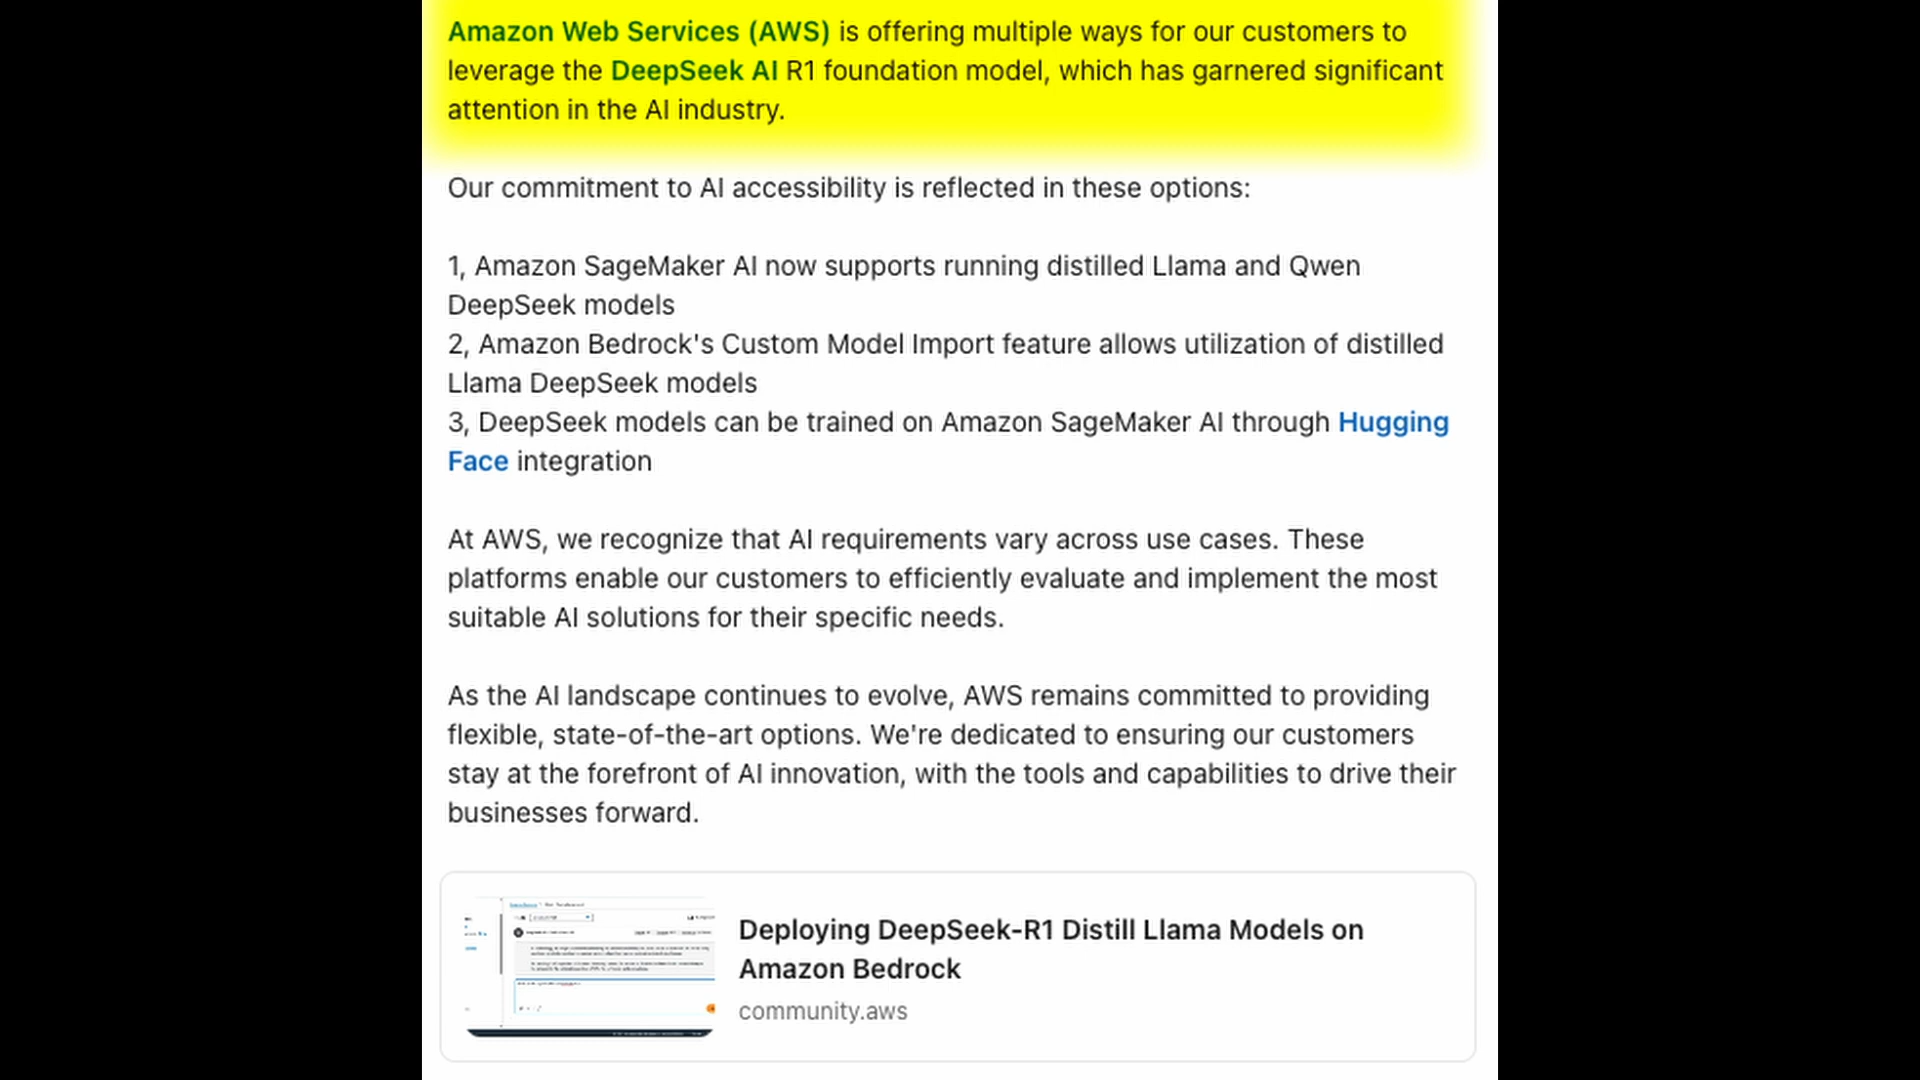 Amazon Web Services (AWS) is offering multiple ways for our customers to
leverage the DeepSeek AI R1 foundation model, which has garnered significant
attention in the AI industry.
Our commitment to AI accessibility is reflected in these options:
1, Amazon SageMaker AI now supports running distilled Llama and Qwen
DeepSeek models
2, Amazon Bedrock's Custom Model Import feature allows utilization of distilled
Llama DeepSeek models
3, DeepSeek models can be trained on Amazon SageMaker AI through Hugging
Face integration
At AWS, we recognize that AI requirements vary across use cases. These
platforms enable our customers to efficiently evaluate and implement the most
suitable AI solutions for their specific needs.
As the AI landscape continues to evolve, AWS remains committed to providing
flexible, state-of-the-art options. We're dedicated to ensuring our customers
stay at the forefront of AI innovation, with the tools and capabilities to drive their
businesses forward.
Deploying DeepSeek-R1 Distill Llama Models on
Amazon Bedrock
community.aws